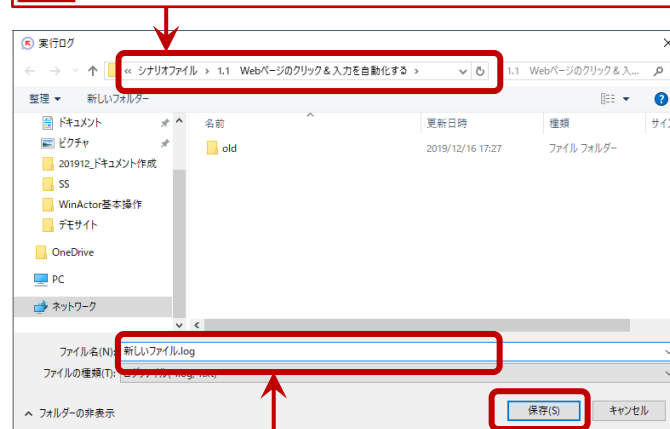 実行ログ
« シナリオファイル › 1.1 Webページのクリック&入力を自動化する ›
1.1 Webページのクリック&入...
整理 新しいフォルダー
名前 更新日時 種類 サイ
ドキュメント
ピクチャ
201912_ドキュメント作成
SS
WinActor基本操作
デモサイト
OneDrive
PC
ネットワーク
old 2019/12/16 17:27 ファイル フォルダー
ファイル名(N): 新しいファイル.log
ファイルの種類(T):
フォルダーの非表示
保存(S) キャンセル